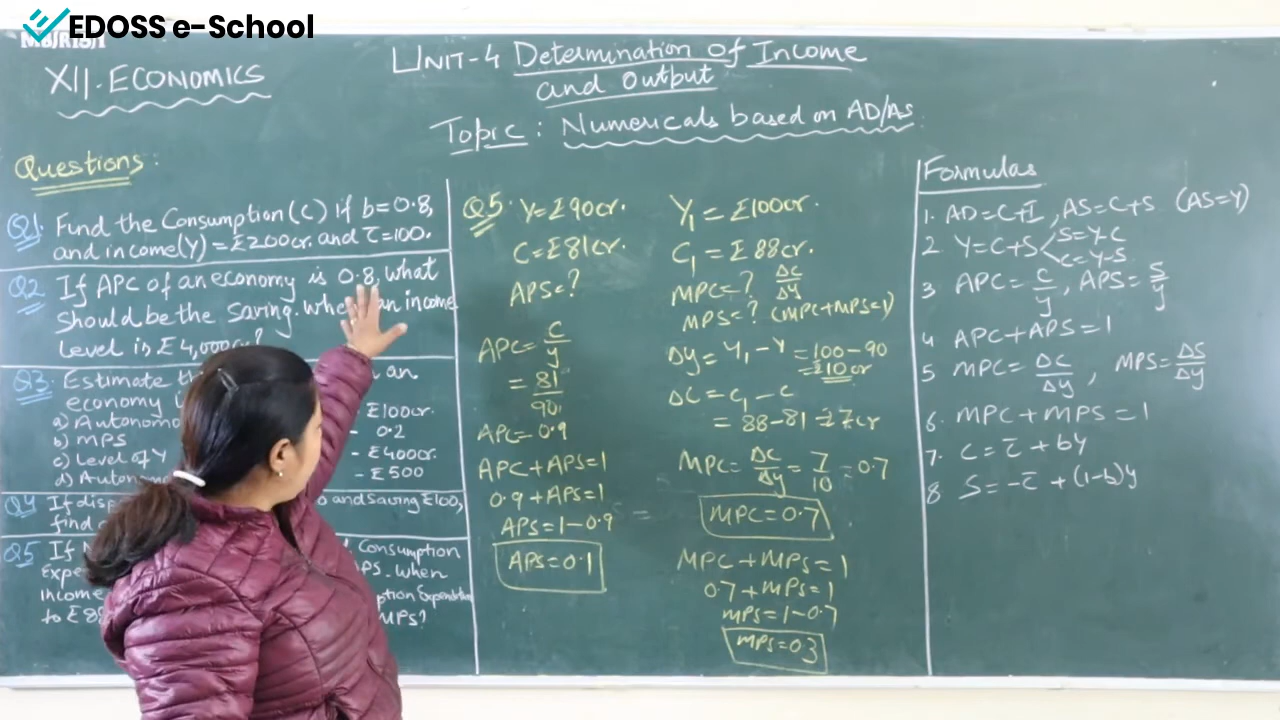 EDOSS e-School
MB/R18/1
XII. ECONOMICS
UNIT-4 Determination of Income
and Output
Topic : Numericals based on AD/AS
Questions:
Q1 Find the Consumption (C) if b=0.8,
and income(Y) = ₤200cr. and c̅=100.
Q2 If APC of an economy is 0.8, what
should be the saving. when an income
level is ₤4,000cr?
Q3 Estimate an
economy
a) Autonomo - ₤100cr.
b) MPS - 0.2
c) Level of Y - ₤400cr.
d) Auton - ₤500
Q4 If disp and saving ₤100,
find
Q5 If Consumption
Expe PS. when
income ption Expenditure
to ₤88 MPS?
Q5. Y=₤90cr.
C=₤81cr.
APS=?
APC = C/y
= 81/90
APC=0.9
APC+APS=1
0.9+APS=1
APS=1-0.9
APS=0.1
Y₁ = ₤100cr.
C₁ = ₤88cr.
MPC=? ΔC/Δy
MPS=? (MPC+MPS=1)
Δy = Y₁-Y = 100-90
= ₤10cr
ΔC = C₁-C
= 88-81 = 7cr
MPC = ΔC/Δy = 7/10 = 0.7
MPC=0.7
MPC+MPS=1
0.7+MPS=1
MPS=1-0.7
MPS=0.3
Formulas
1. AD=C+I, AS=C+S (AS=Y)
2 Y=C+S S=Y-C
C=Y-S
3 APC=C/y, APS=S/y
4 APC+APS=1
5 MPC=ΔC/Δy, MPS=ΔS/Δy
6. MPC+MPS=1
7. C=c̅+by
8 S=-c̅+(1-b)y